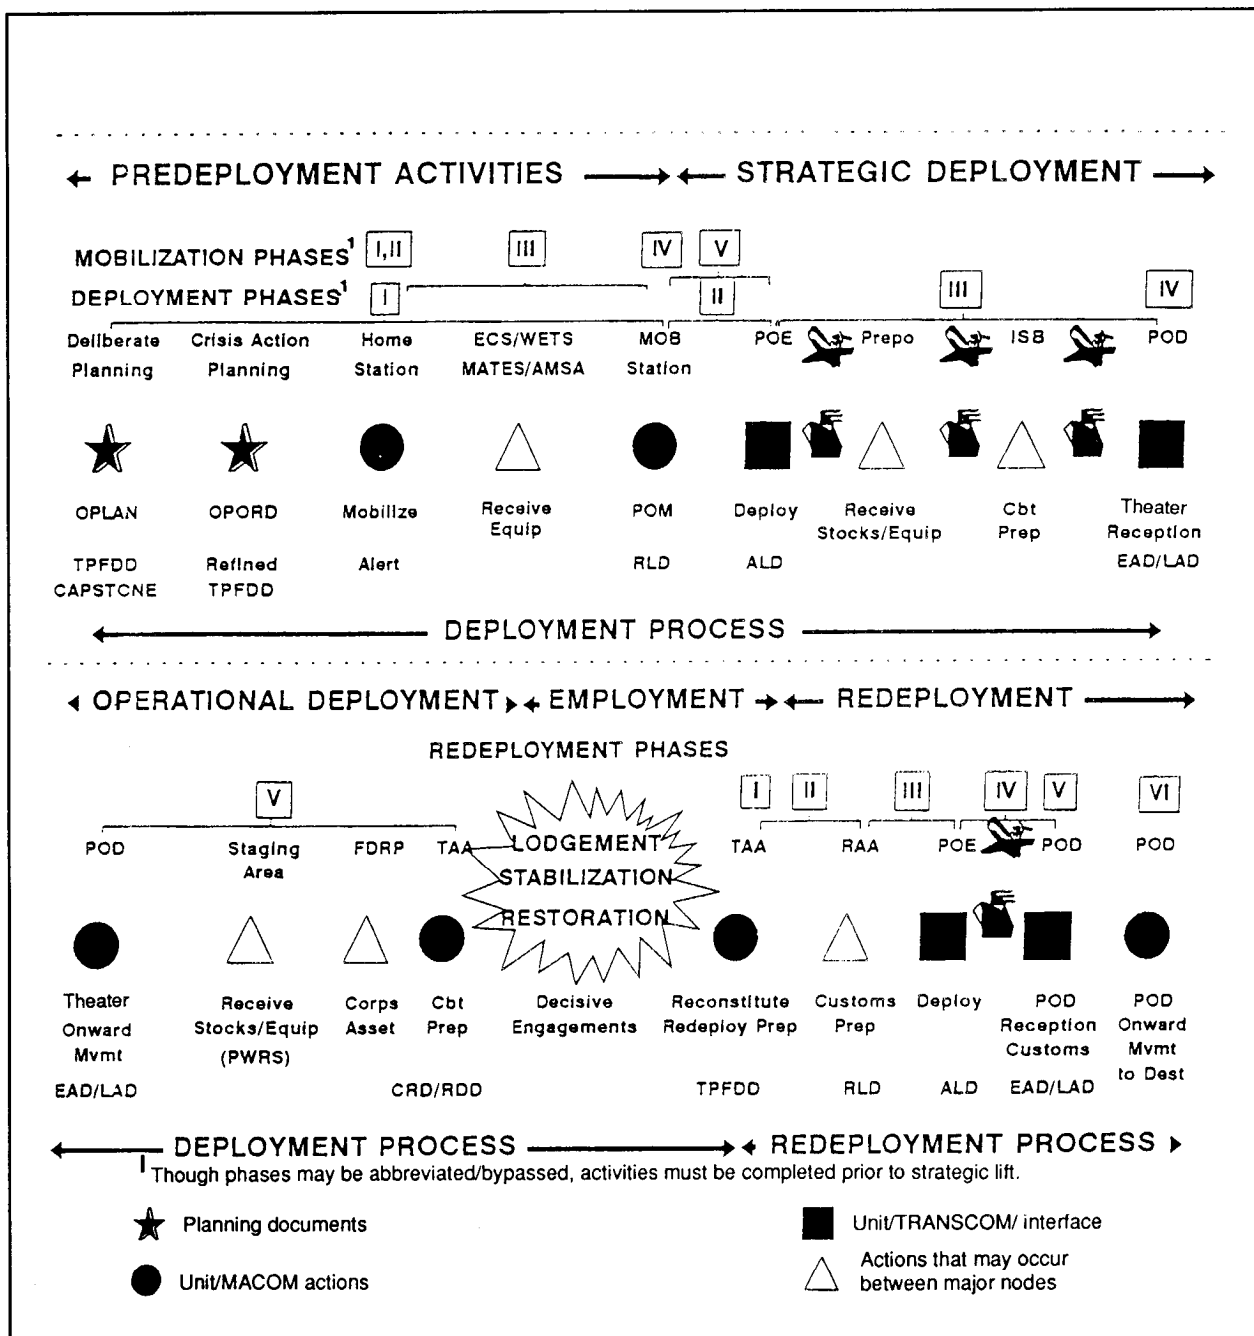 PREDEPLOYMENT ACTIVITIES STRATEGIC DEPLOYMENT
MOBILIZATION PHASES¹ I,II III IV V
DEPLOYMENT PHASES¹ I II III IV
Deliberate Crisis Action Home ECS/WETS MOB POE Prepo ISB POD
Planning Planning Station MATES/AMSA Station
OPLAN OPORD Mobilize Receive POM Deploy Receive Cbt Theater
Equip Stocks/Equip Prep Reception
TPFDD Refined Alert RLD ALD EAD/LAD
CAPSTCNE TPFDD
DEPLOYMENT PROCESS
OPERATIONAL DEPLOYMENT EMPLOYMENT REDEPLOYMENT
REDEPLOYMENT PHASES
V I II III IV V VI
POD Staging FDRP TAA LODGEMENT TAA RAA POE POD POD
Area
STABILIZATION
RESTORATION
Theater Receive Corps Cbt Decisive Reconstitute Customs Deploy POD POD
Onward Stocks/Equip Asset Prep Engagements Redeploy Prep Prep Reception Onward
Mvmt (PWRS) Customs Mvmt
to Dest
EAD/LAD CRD/RDD TPFDD RLD ALD EAD/LAD
DEPLOYMENT PROCESS REDEPLOYMENT PROCESS
1 Though phases may be abbreviated/bypassed, activities must be completed prior to strategic lift.
Planning documents Unit/TRANSCOM/ interface
Unit/MACOM actions Actions that may occur
between major nodes